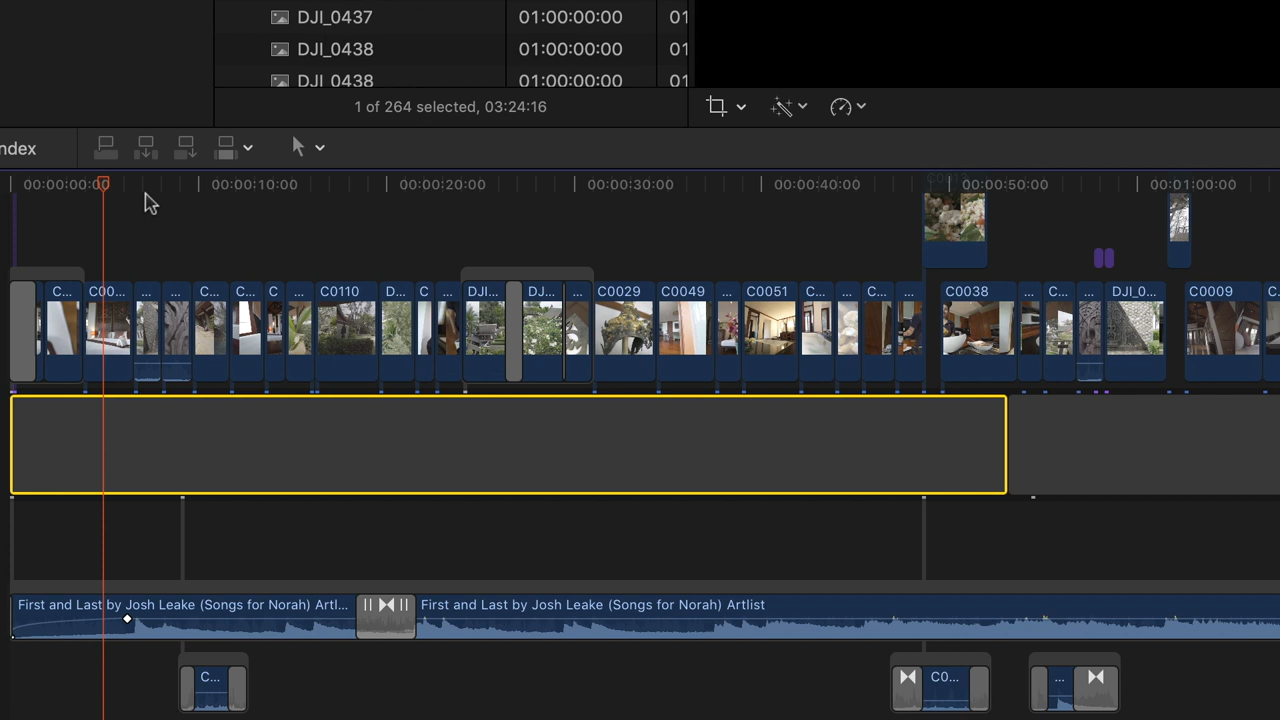 DJI_0437 01:00:00:00 01
DJI_0438 01:00:00:00 01
DJI_0438 01:00:00:00 01
1 of 264 selected, 03:24:16
ndex
00:00:00:00 00:00:10:00 00:00:20:00 00:00:30:00 00:00:40:00 00:00:50:00 00:01:00:00
C... C00... ... ... C... C... C ... C0110 D... C ... DJI... DJ... ... C0029 C0049 ... C0051 C... ... C... ... C0038 ... C... ... DJI_0... C0009 C.
First and Last by Josh Leake (Songs for Norah) Artl... First and Last by Josh Leake (Songs for Norah) Artlist
C... C0... ...